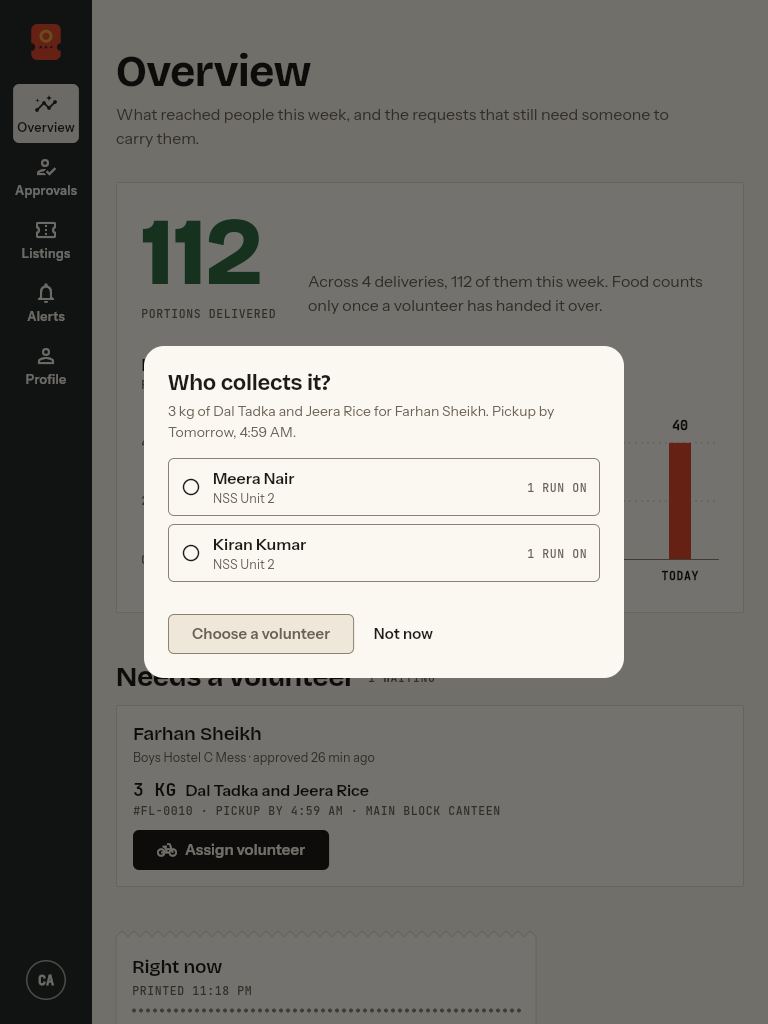 Overview
Approvals
Listings
Alerts
Profile
CA
Overview
What reached people this week, and the requests that still need someone to
carry them.
112
PORTIONS DELIVERED
Across 4 deliveries, 112 of them this week. Food counts
only once a volunteer has handed it over.
40
TODAY
Who collects it?
3 kg of Dal Tadka and Jeera Rice for Farhan Sheikh. Pickup by
Tomorrow, 4:59 AM.
Meera Nair
NSS Unit 2
1 RUN ON
Kiran Kumar
NSS Unit 2
1 RUN ON
Choose a volunteer
Not now
Needs a volunteer
1 WAITING
Farhan Sheikh
Boys Hostel C Mess · approved 26 min ago
3 KG Dal Tadka and Jeera Rice
#FL-0010 · PICKUP BY 4:59 AM · MAIN BLOCK CANTEEN
Assign volunteer
Right now
PRINTED 11:18 PM